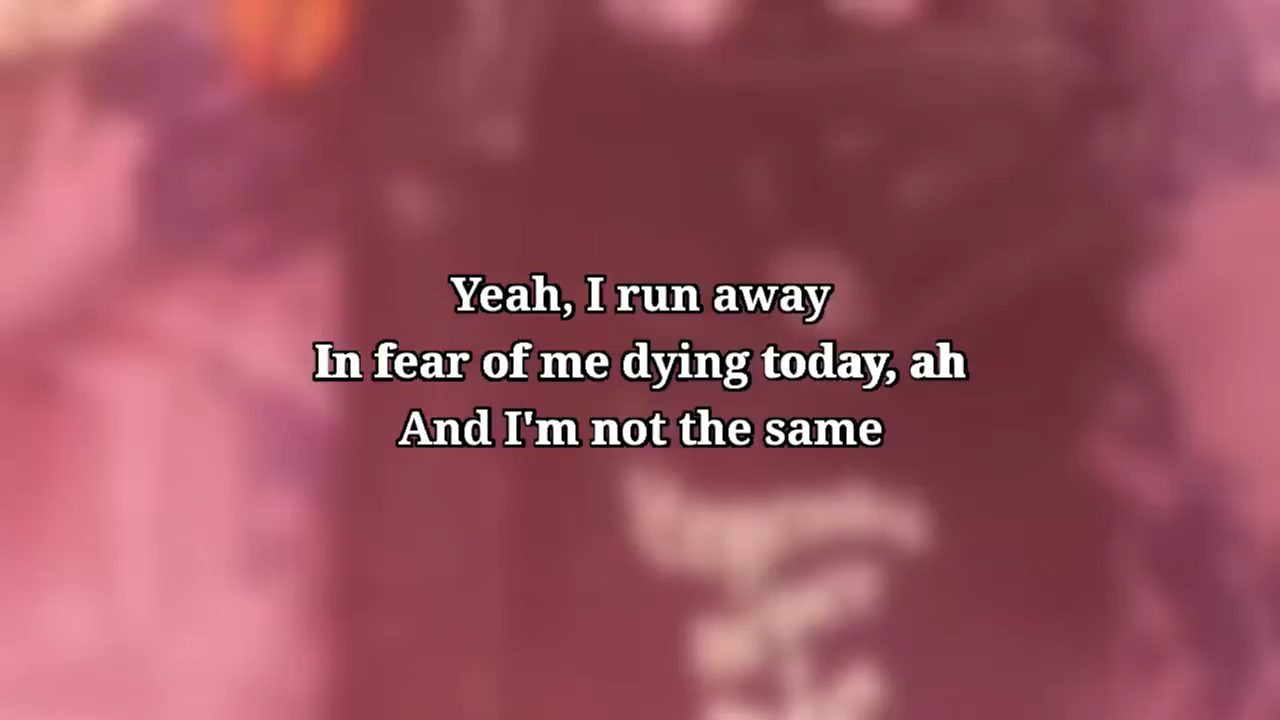 Yeah, I run away
In fear of me dying today, ah
And I'm not the same